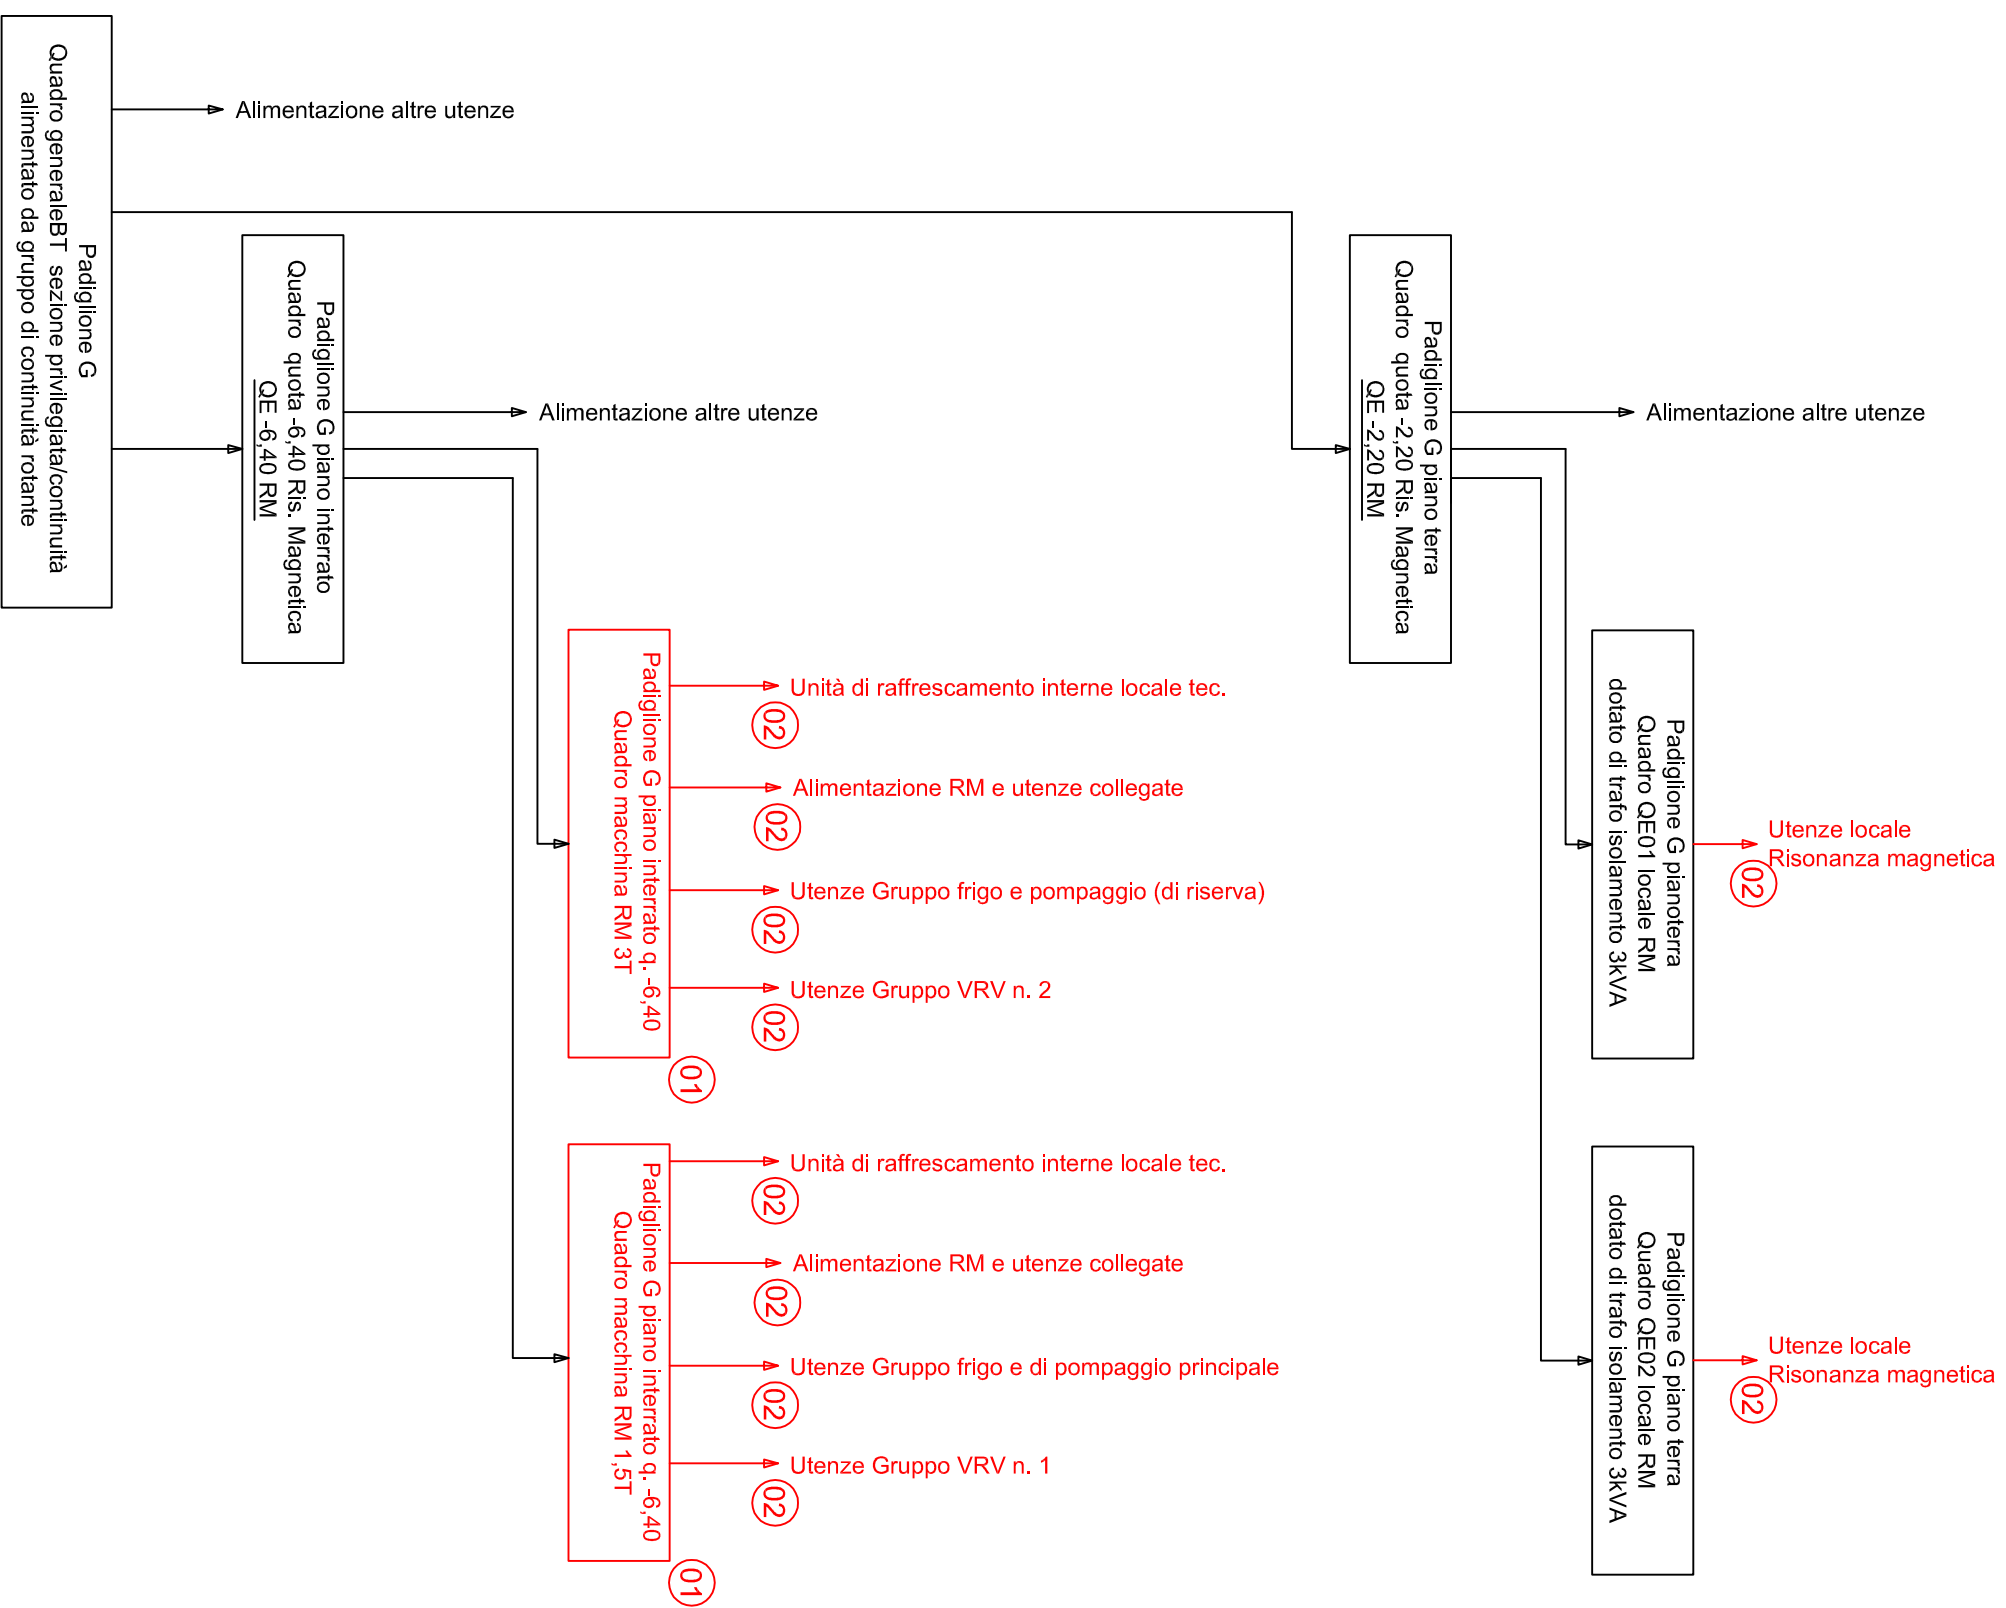 Padiglione G
Quadro generaleBT sezione privilegiata/continuità
alimentato da gruppo di continuità rotante
Alimentazione altre utenze
Padiglione G piano interrato
Quadro quota -6,40 Ris. Magnetica
QE -6,40 RM
Alimentazione altre utenze
Padiglione G piano interrato q. -6,40
Quadro macchina RM 3T
01
Unità di raffrescamento interne locale tec.
02
Alimentazione RM e utenze collegate
02
Utenze Gruppo frigo e pompaggio (di riserva)
02
Utenze Gruppo VRV n. 2
02
Padiglione G piano interrato q. -6,40
Quadro macchina RM 1,5T
01
Unità di raffrescamento interne locale tec.
02
Alimentazione RM e utenze collegate
02
Utenze Gruppo frigo e di pompaggio principale
02
Utenze Gruppo VRV n. 1
02
Padiglione G piano terra
Quadro quota -2,20 Ris. Magnetica
QE -2,20 RM
Alimentazione altre utenze
Padiglione G pianoterra
Quadro QE01 locale RM
dotato di trafo isolamento 3kVA
Utenze locale
Risonanza magnetica
02
Padiglione G piano terra
Quadro QE02 locale RM
dotato di trafo isolamento 3kVA
Utenze locale
Risonanza magnetica
02